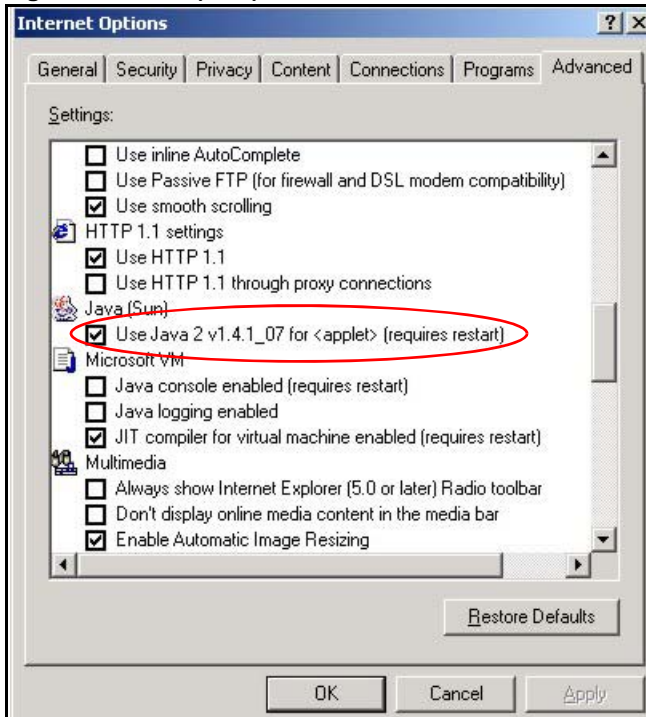 Internet Options
? X
General Security Privacy Content Connections Programs Advanced
Settings:
Use inline AutoComplete
Use Passive FTP (for firewall and DSL modem compatibility)
Use smooth scrolling
HTTP 1.1 settings
Use HTTP 1.1
Use HTTP 1.1 through proxy connections
Java (Sun)
Use Java 2 v1.4.1_07 for <applet> (requires restart)
Microsoft VM
Java console enabled (requires restart)
Java logging enabled
JIT compiler for virtual machine enabled (requires restart)
Multimedia
Always show Internet Explorer (5.0 or later) Radio toolbar
Don't display online media content in the media bar
Enable Automatic Image Resizing
Restore Defaults
OK Cancel Apply